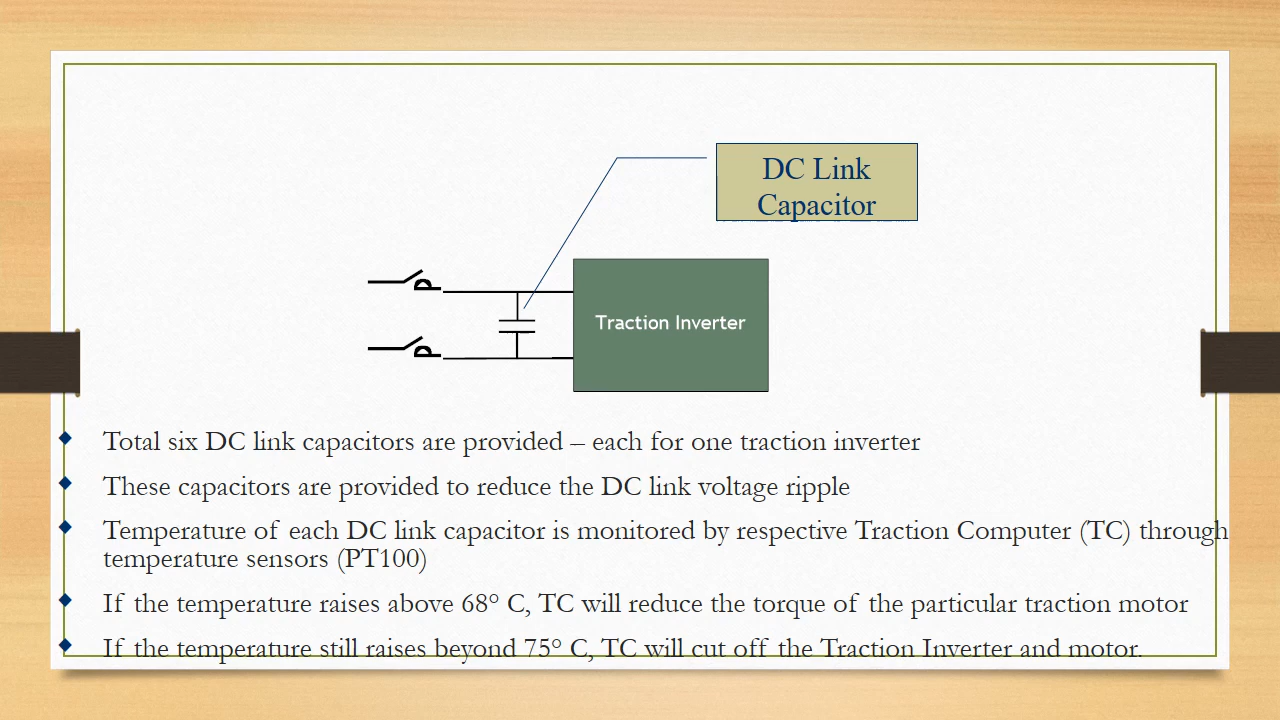 DC Link
Capacitor
Traction Inverter
Total six DC link capacitors are provided – each for one traction inverter
These capacitors are provided to reduce the DC link voltage ripple
Temperature of each DC link capacitor is monitored by respective Traction Computer (TC) through
temperature sensors (PT100)
If the temperature raises above 68° C, TC will reduce the torque of the particular traction motor
If the temperature still raises beyond 75° C, TC will cut off the Traction Inverter and motor.